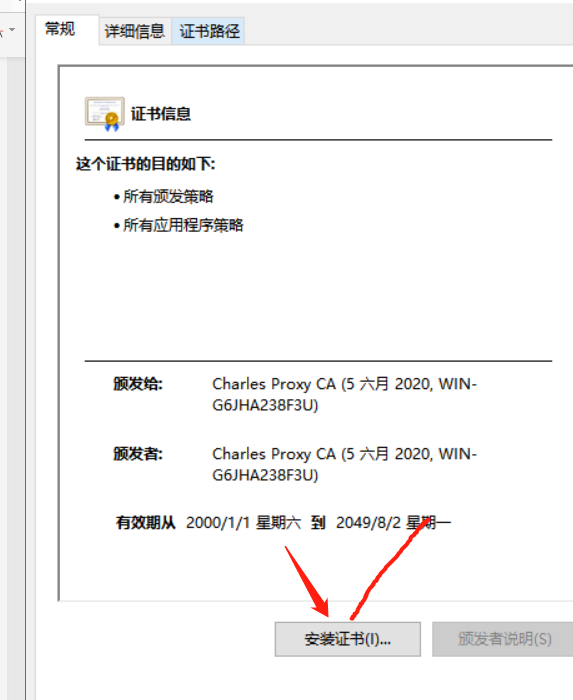 常规 详细信息 证书路径
证书信息
这个证书的目的如下:
• 所有颁发策略
• 所有应用程序策略
颁发给: Charles Proxy CA (5 六月 2020, WIN-
G6JHA238F3U)
颁发者: Charles Proxy CA (5 六月 2020, WIN-
G6JHA238F3U)
有效期从 2000/1/1 星期六 到 2049/8/2 星期一
安装证书(I)... 颁发者说明(S)